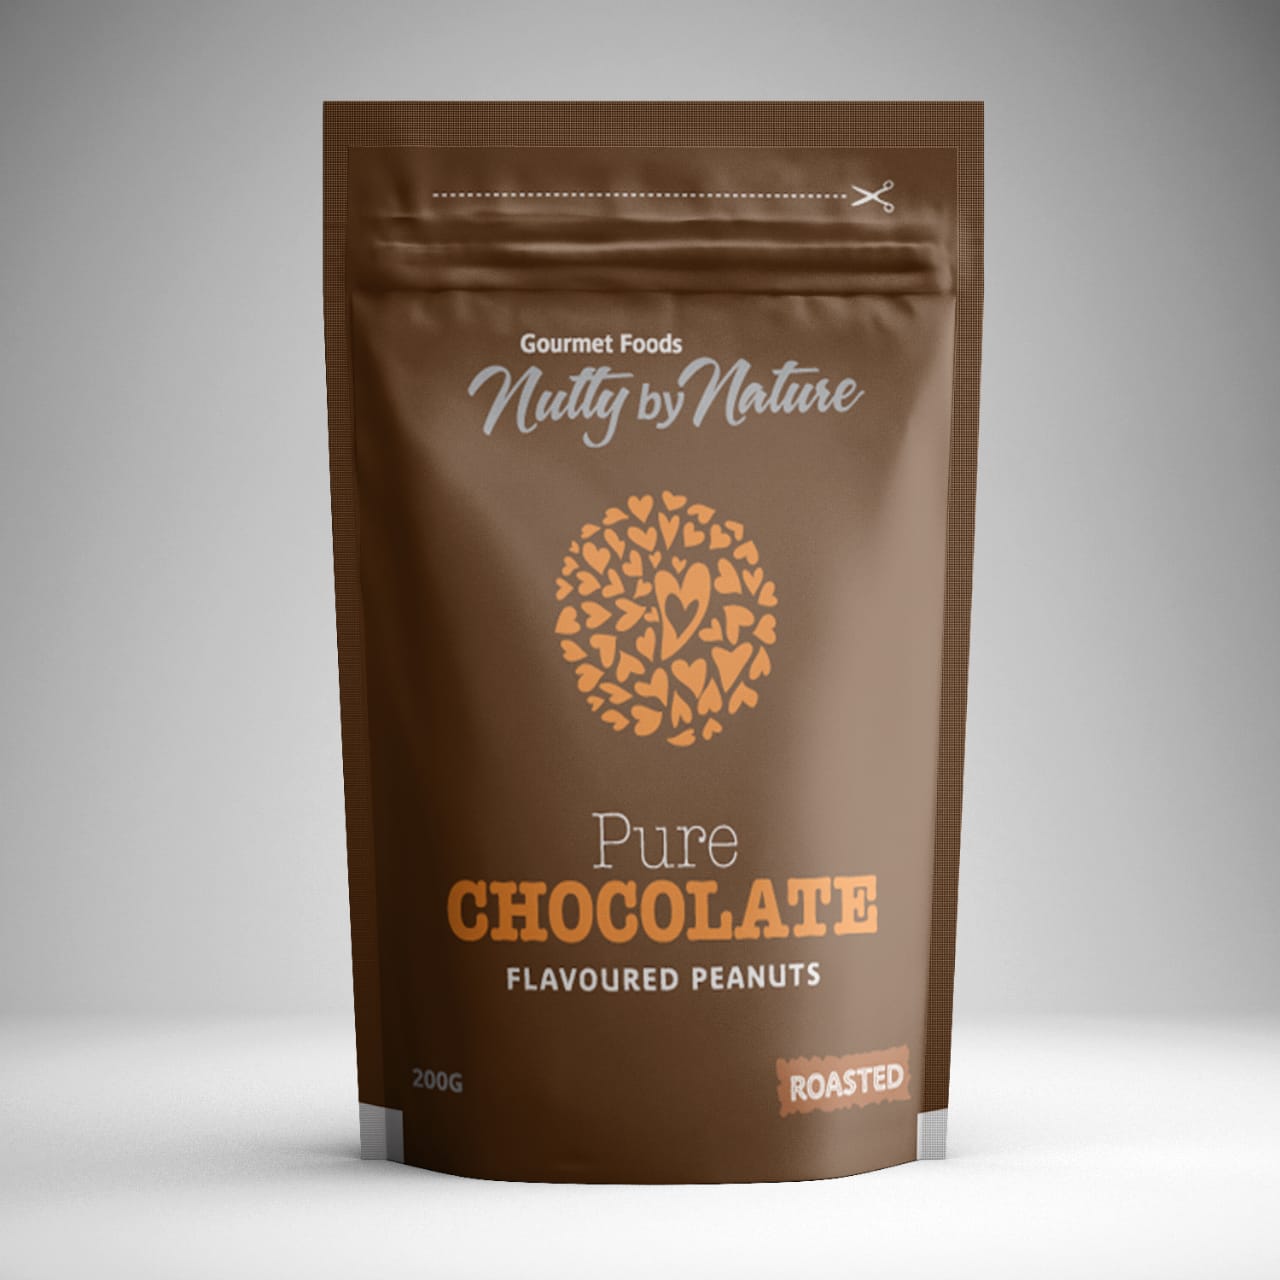 Gourmet Foods
Nutty by Nature
Pure
CHOCOLATE
FLAVOURED PEANUTS
200G
ROASTED